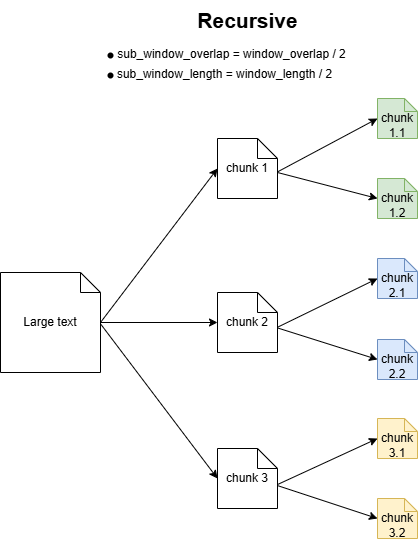 Recursive
● sub_window_overlap = window_overlap / 2
● sub_window_length = window_length / 2
Large text
chunk 1
chunk 2
chunk 3
chunk
1.1
chunk
1.2
chunk
2.1
chunk
2.2
chunk
3.1
chunk
3.2